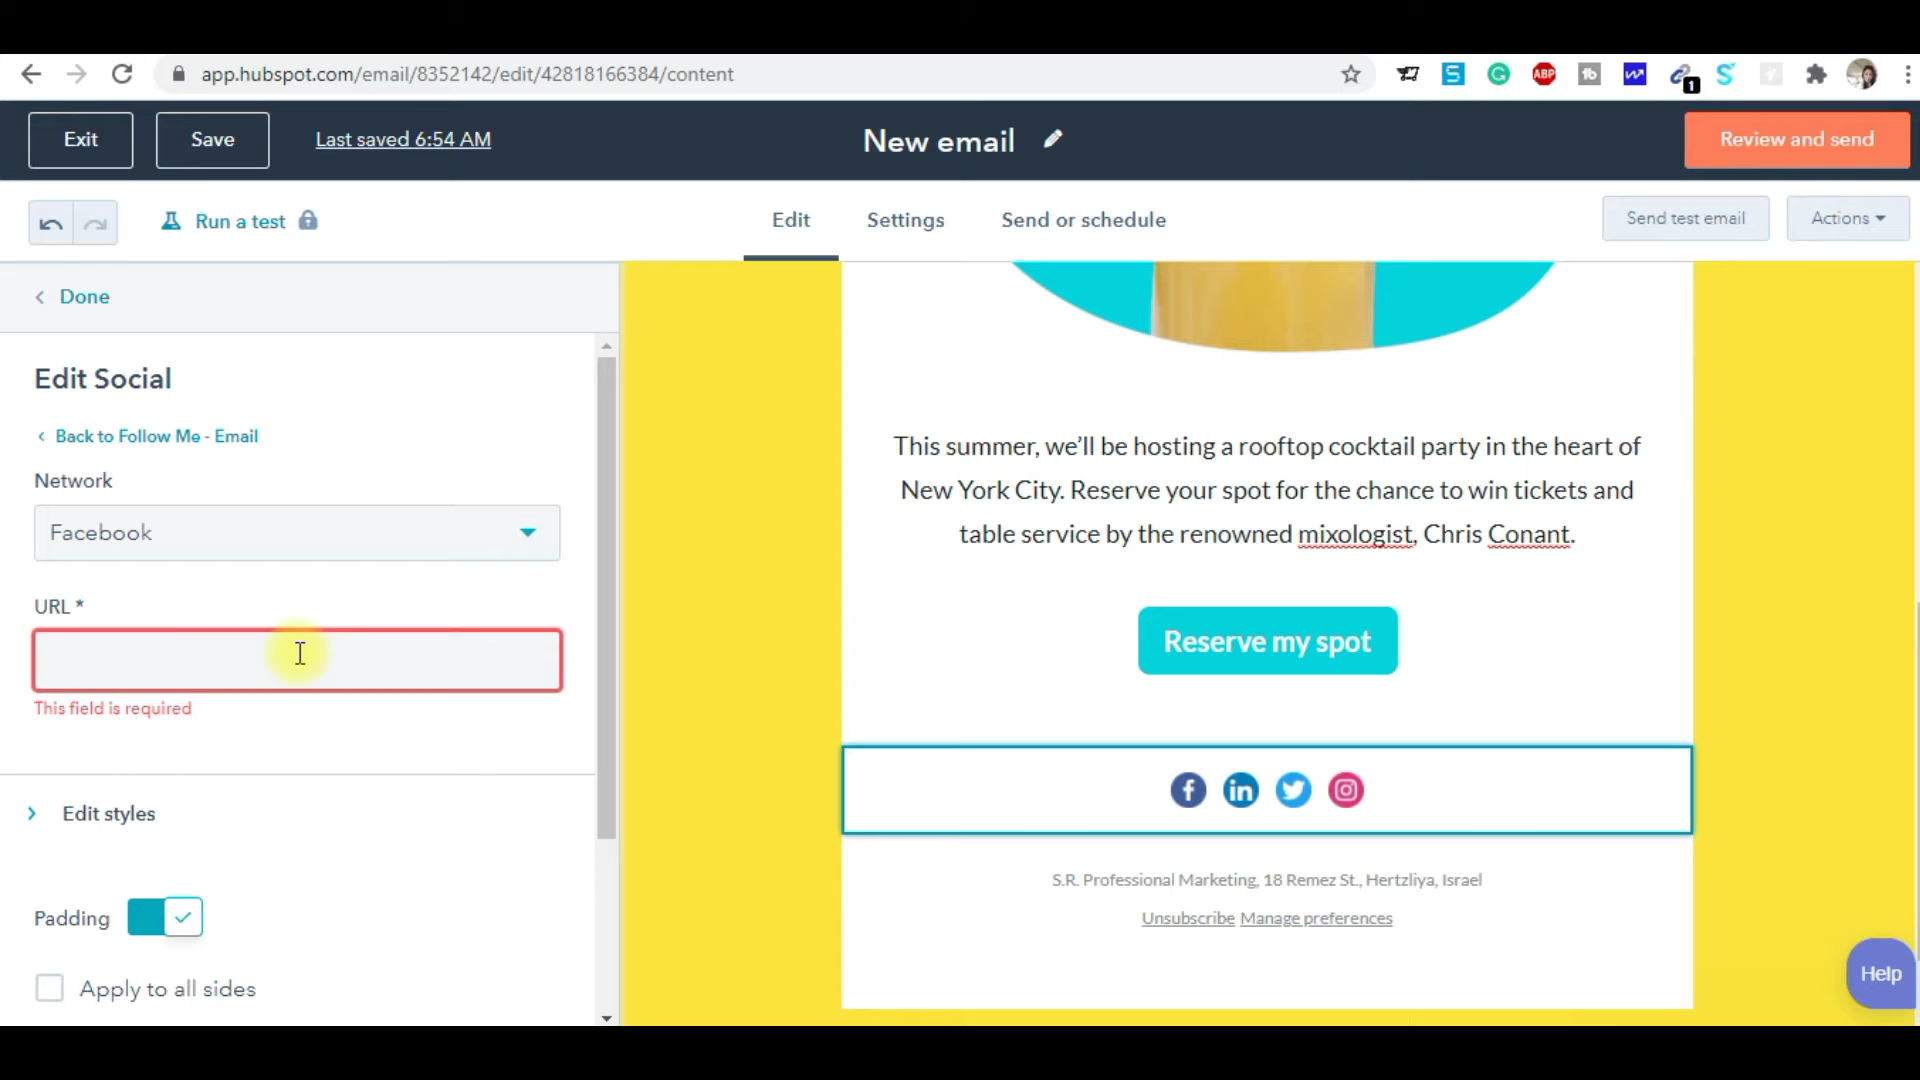 app.hubspot.com/email/8352142/edit/42818166384/content
S
G
ABP
tb
1
S
Exit
Save
Last saved 6:54 AM
New email
Review and send
Run a test
Edit
Settings
Send or schedule
Send test email
Actions
Done
Edit Social
Back to Follow Me - Email
Network
Facebook
URL *
This field is required
Edit styles
Padding
Apply to all sides
This summer, we’ll be hosting a rooftop cocktail party in the heart of
New York City. Reserve your spot for the chance to win tickets and
table service by the renowned mixologist, Chris Conant.
Reserve my spot
f in
S.R. Professional Marketing, 18 Remez St., Hertzliya, Israel
Unsubscribe Manage preferences
Help